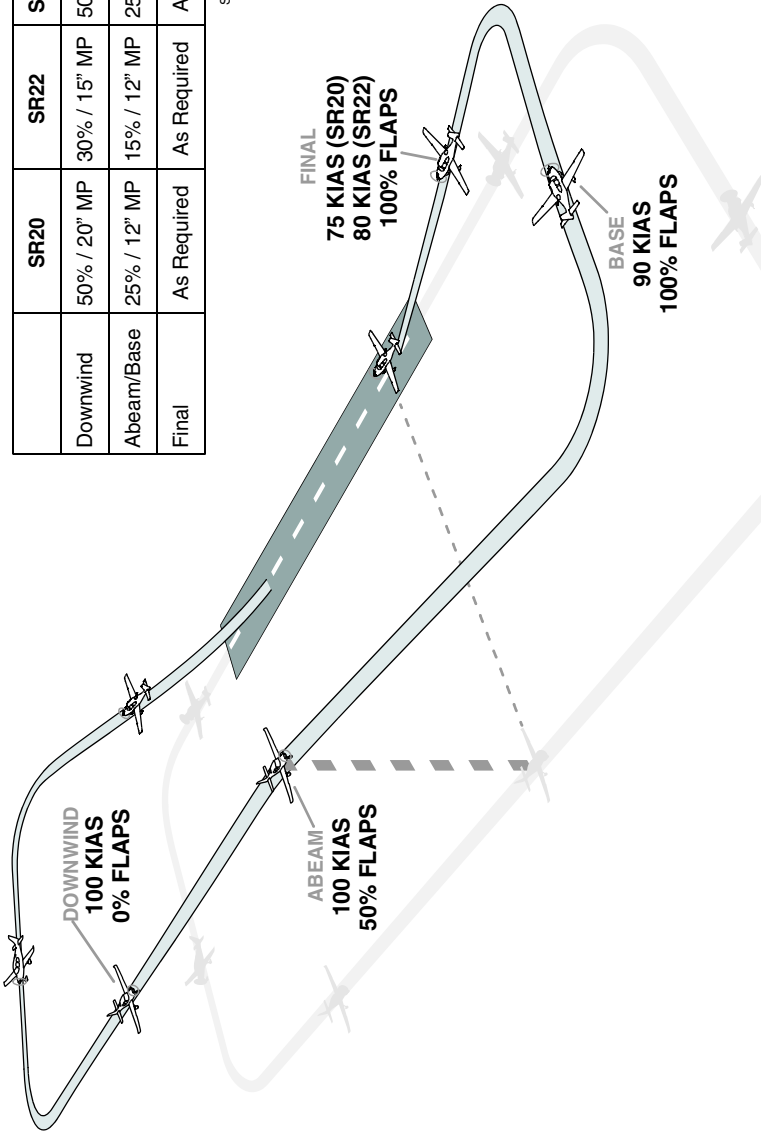 SR20 SR22
Downwind 50% / 20” MP 30% / 15” MP
Abeam/Base 25% / 12” MP 15% / 12” MP
Final As Required As Required
DOWNWIND
100 KIAS
0% FLAPS
ABEAM
100 KIAS
50% FLAPS
BASE
90 KIAS
100% FLAPS
FINAL
75 KIAS (SR20)
80 KIAS (SR22)
100% FLAPS